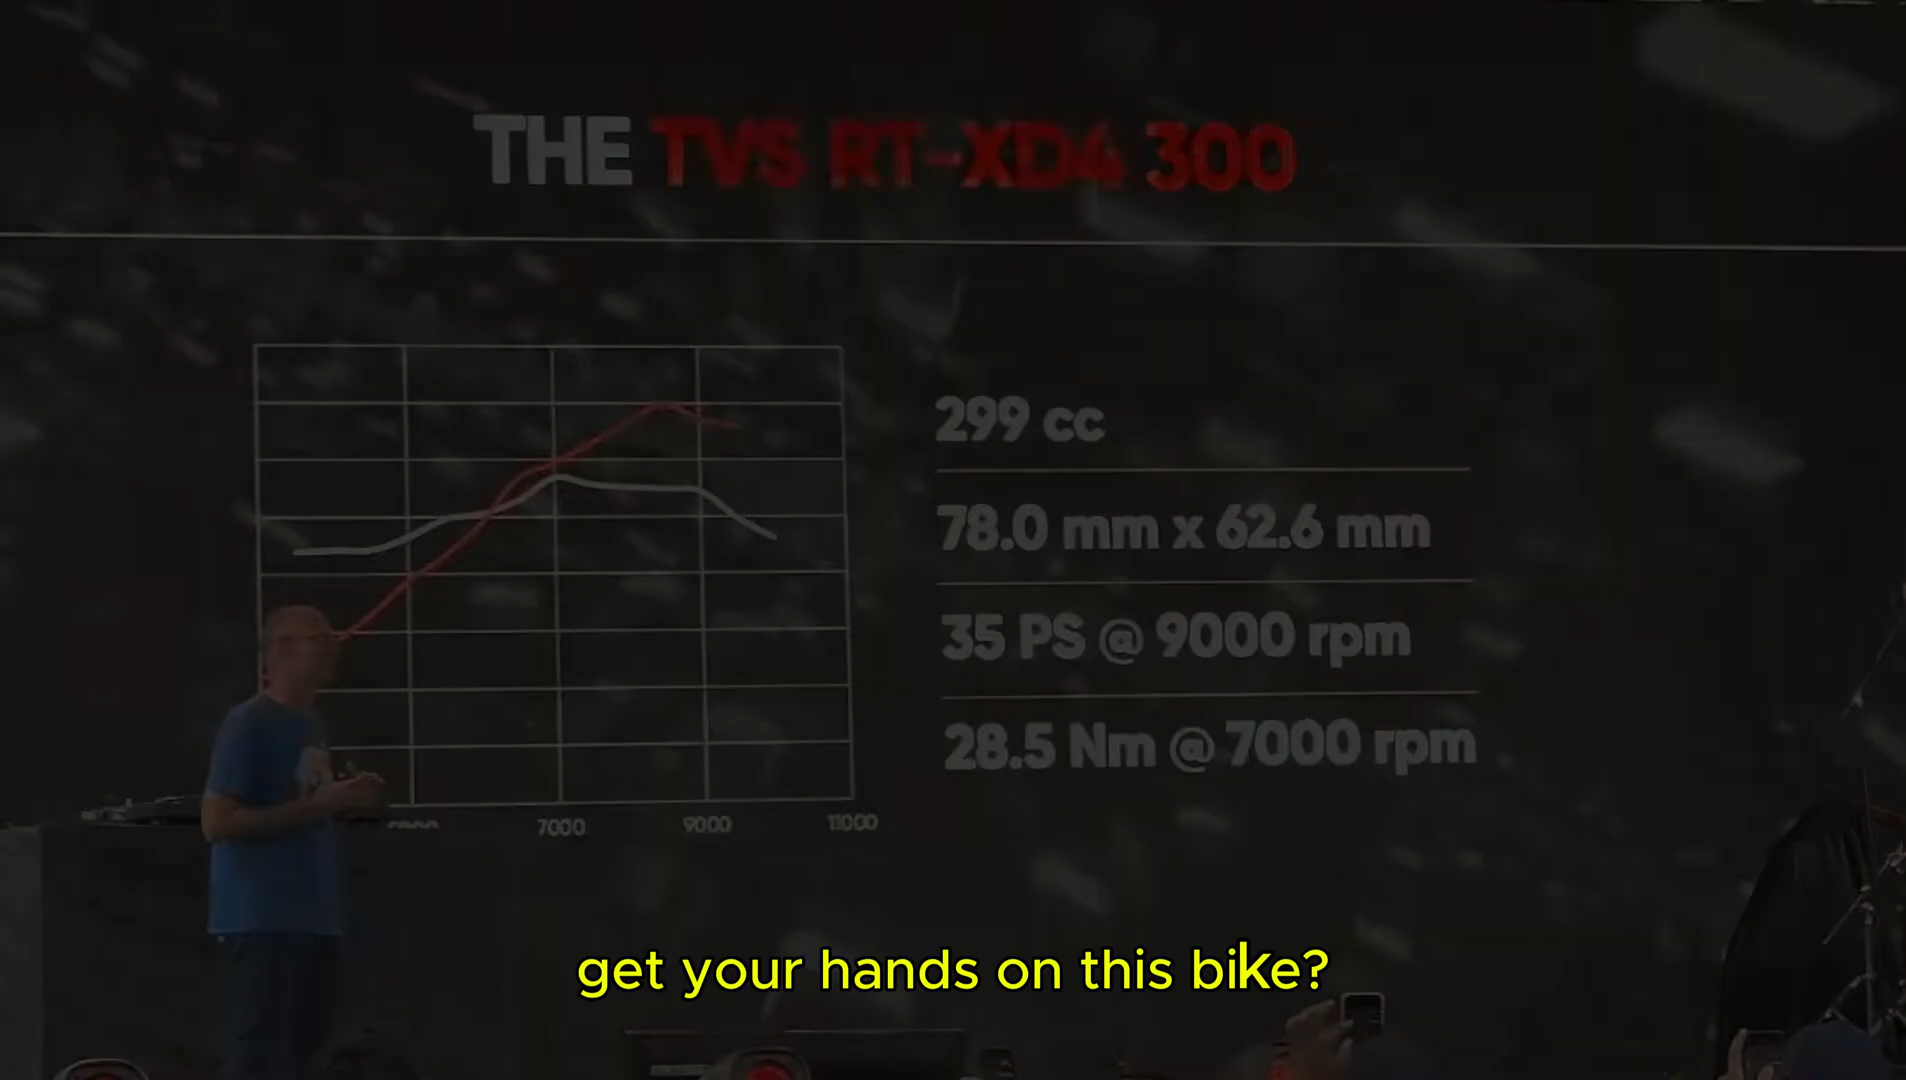 THE TVS RT-XD4 300
299 cc
78.0 mm x 62.6 mm
35 PS @ 9000 rpm
28.5 Nm @ 7000 rpm
7000 9000 11000
get your hands on this bike?